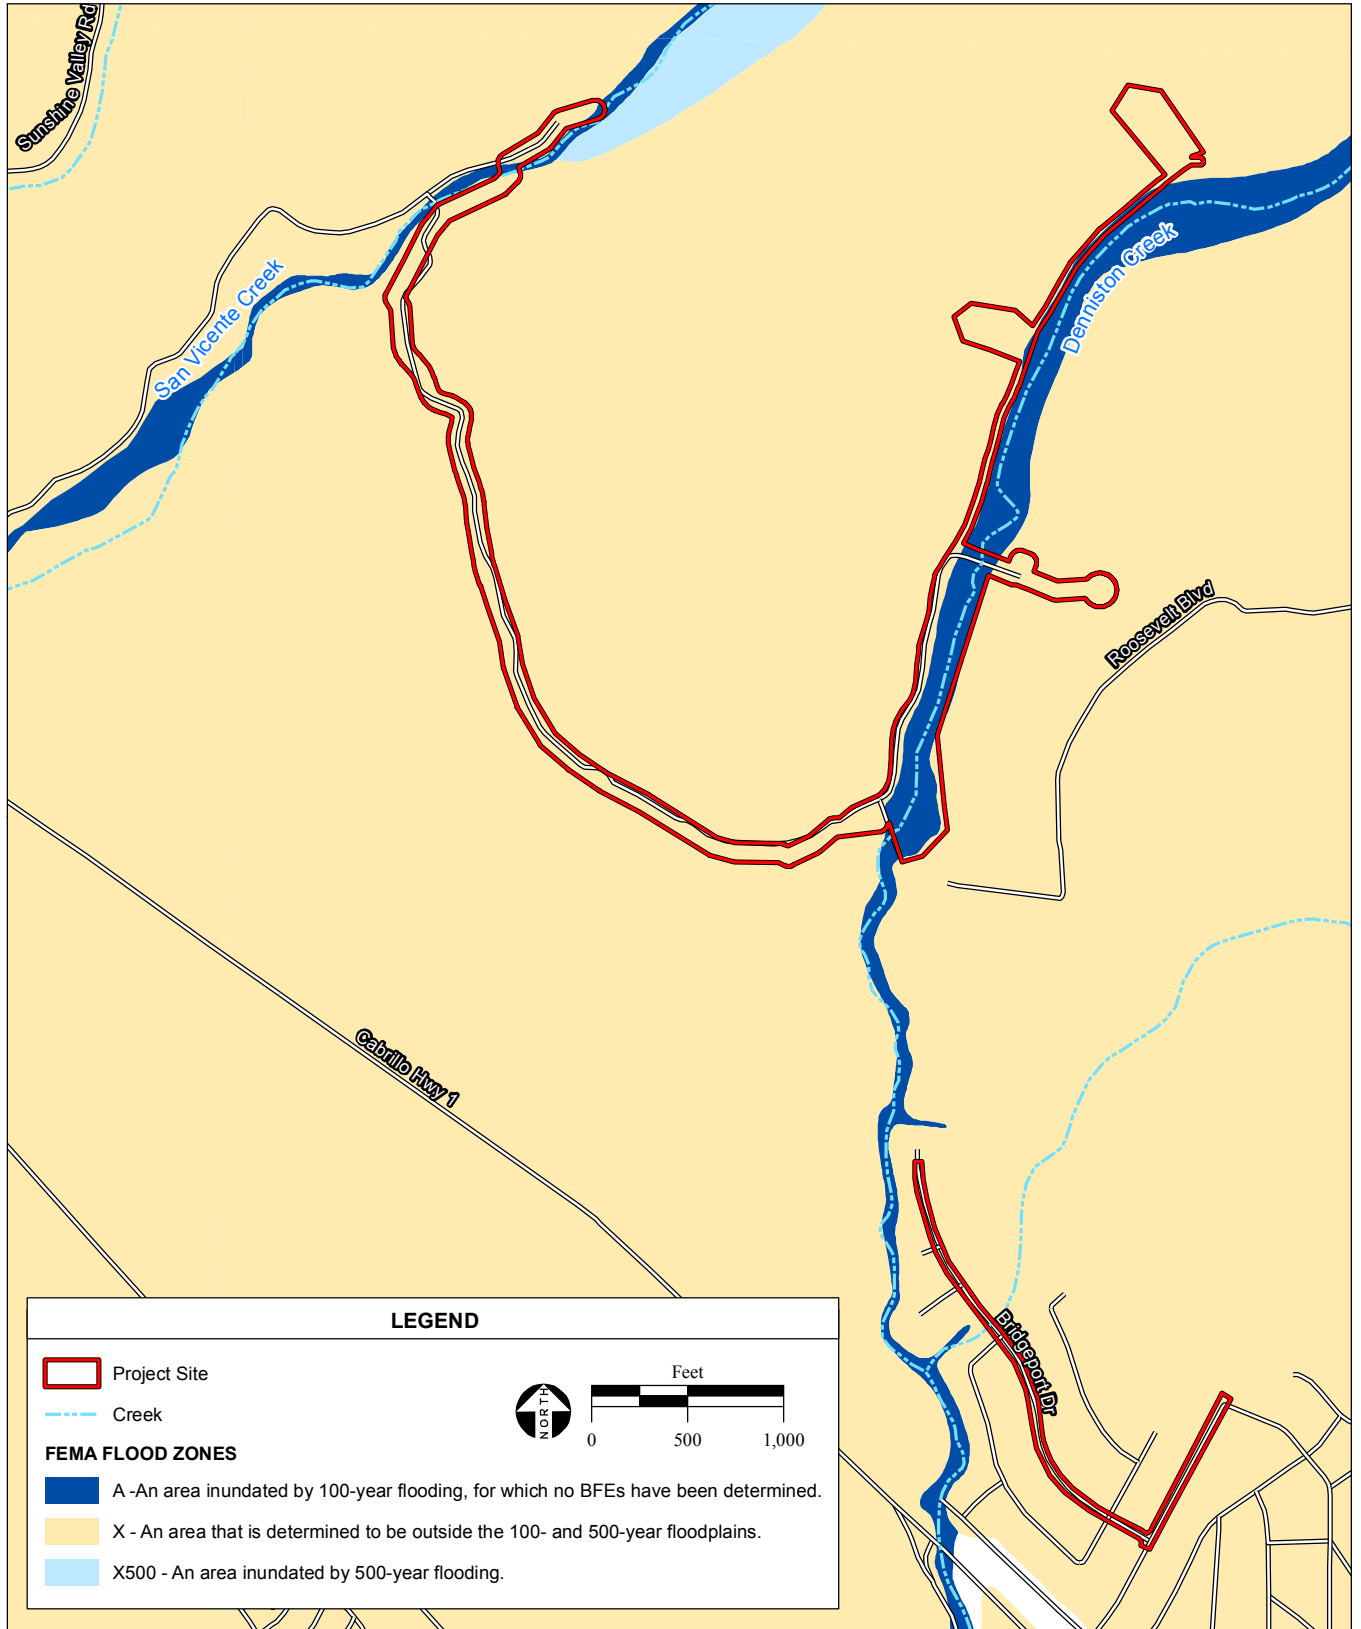 Sunshine Valley Rd
San Vicente Creek
Denniston Creek
Roosevelt Blvd
Cabrillo Hwy 1
Bridgeport Dr
LEGEND
Project Site
Creek
FEMA FLOOD ZONES
A -An area inundated by 100-year flooding, for which no BFEs have been determined.
X - An area that is determined to be outside the 100- and 500-year floodplains.
X500 - An area inundated by 500-year flooding.
NORTH
Feet
0 500 1,000